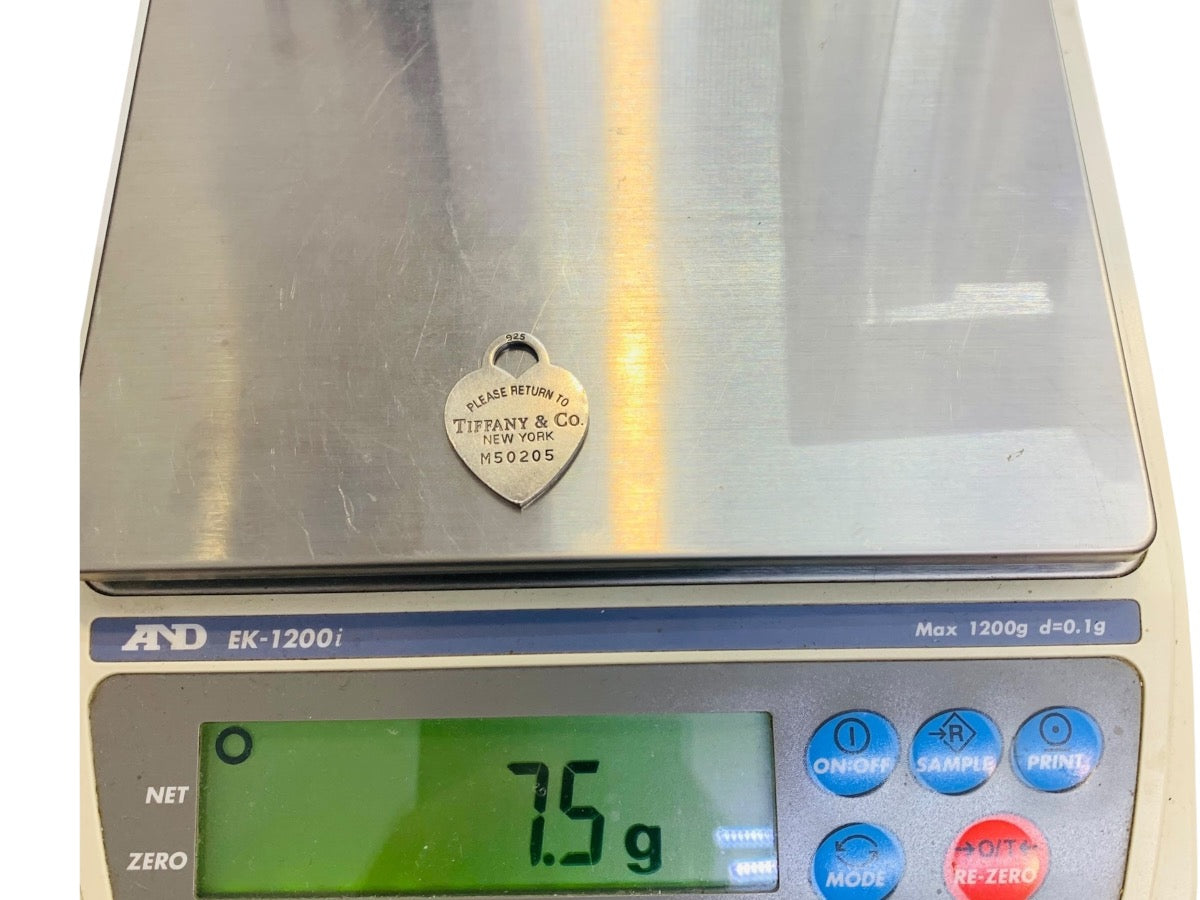 925
PLEASE RETURN TO
TIFFANY & CO.
NEW YORK
M50205
AND EK-1200i
Max 1200g d=0.1g
ON:OFF
SAMPLE
PRINT
NET
7.5 g
ZERO
MODE
→O/T←
RE-ZERO
→R